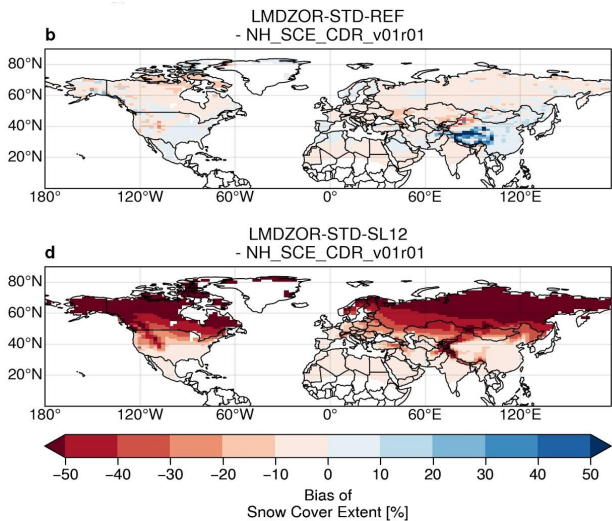 LMDZOR-STD-REF
b - NH_SCE_CDR_v01r01
80°N
60°N
40°N
20°N
180° 120°W 60°W 0° 60°E 120°E
LMDZOR-STD-SL12
d - NH_SCE_CDR_v01r01
80°N
60°N
40°N
20°N
180° 120°W 60°W 0° 60°E 120°E
−50 −40 −30 −20 −10 0 10 20 30 40 50
Bias of
Snow Cover Extent [%]